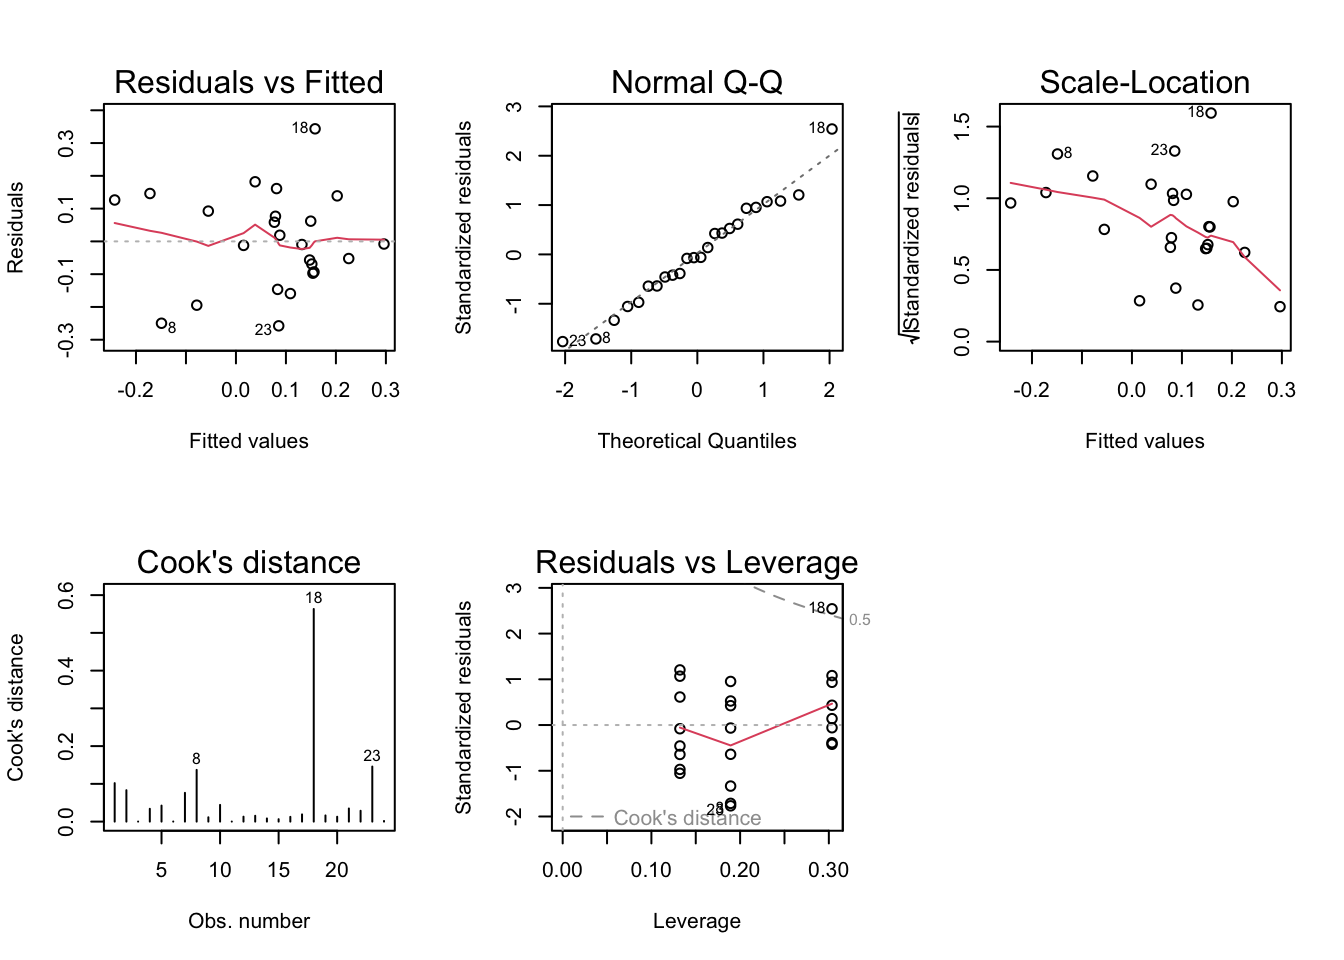 Residuals vs Fitted
Residuals
-0.3 -0.1 0.1 0.3
18
8
23
-0.2 0.0 0.1 0.2 0.3
Fitted values
Normal Q-Q
Standardized residuals
-1 0 1 2 3
18
23
8
-2 -1 0 1 2
Theoretical Quantiles
Scale-Location
√|Standardized residuals|
0.0 0.5 1.0 1.5
18
8
23
-0.2 0.0 0.1 0.2 0.3
Fitted values
Cook's distance
Cook's distance
0.0 0.2 0.4 0.6
18
8
23
5 10 15 20
Obs. number
Residuals vs Leverage
Standardized residuals
-2 -1 0 1 2 3
18
0.5
Cook's distance
0.00 0.10 0.20 0.30
Leverage